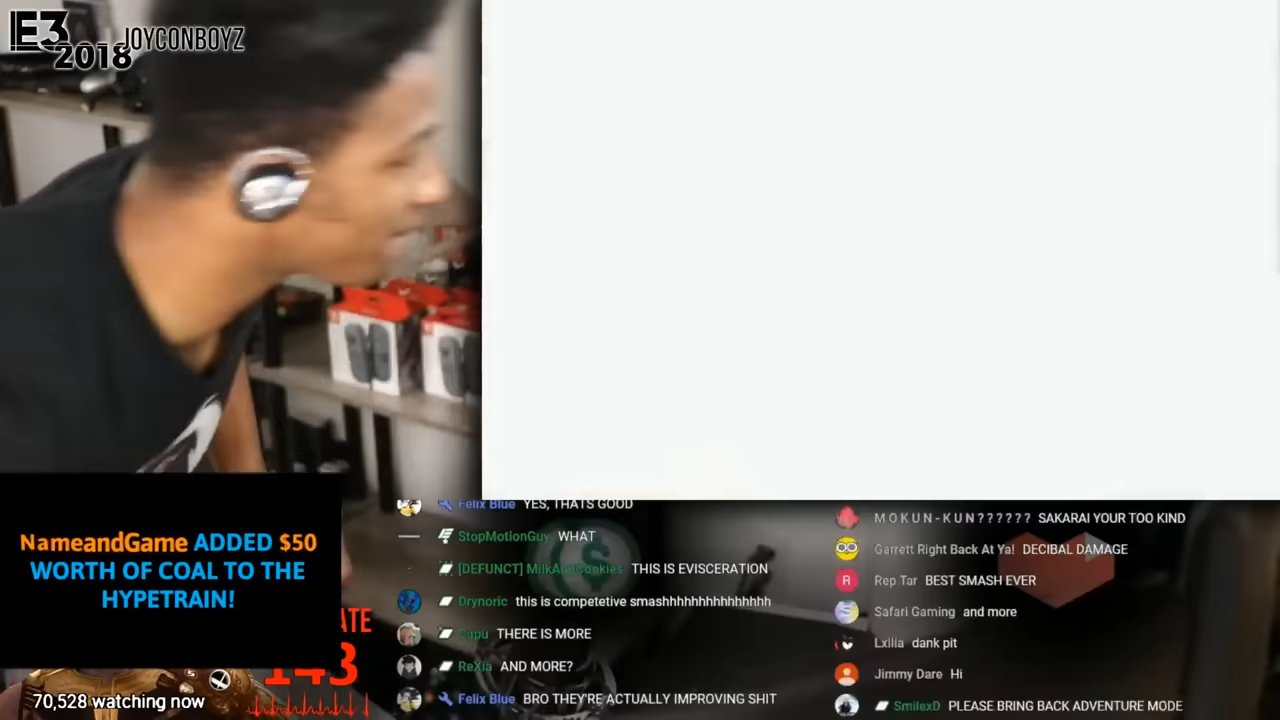 E3
2018
JOYCONBOYZ
NameandGame ADDED $50
WORTH OF COAL TO THE
HYPETRAIN!
143
70,528 watching now
Felix Blue YES, THATS GOOD
StopMotionGuy WHAT
THIS IS EVISCERATION
Drynoric this is competetive smashhhhhhhhhhhhhhhh
capu THERE IS MORE
ReXia AND MORE?
Felix Blue BRO THEY'RE ACTUALLY IMPROVING SHIT
M O K U N - K U N ? ? ? ? ? ? SAKARAI YOUR TOO KIND
Garrett Right Back At Ya! DECIBAL DAMAGE
R
Rep Tar BEST SMASH EVER
Safari Gaming and more
Lxilia dank pit
Jimmy Dare Hi
SmilexD PLEASE BRING BACK ADVENTURE MODE